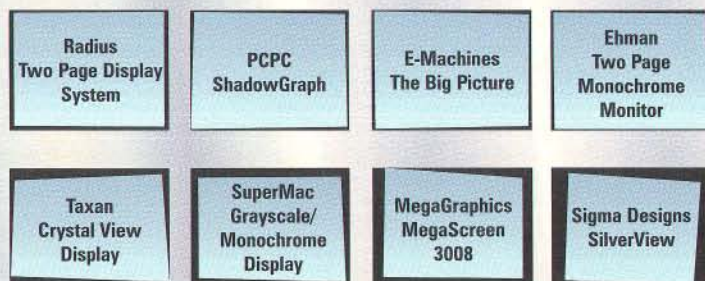 Radius
Two Page Display
System
PCPC
ShadowGraph
E-Machines
The Big Picture
Ehman
Two Page
Monochrome
Monitor
Taxan
Crystal View
Display
SuperMac
Grayscale/
Monochrome
Display
MegaGraphics
MegaScreen
3008
Sigma Designs
SilverView